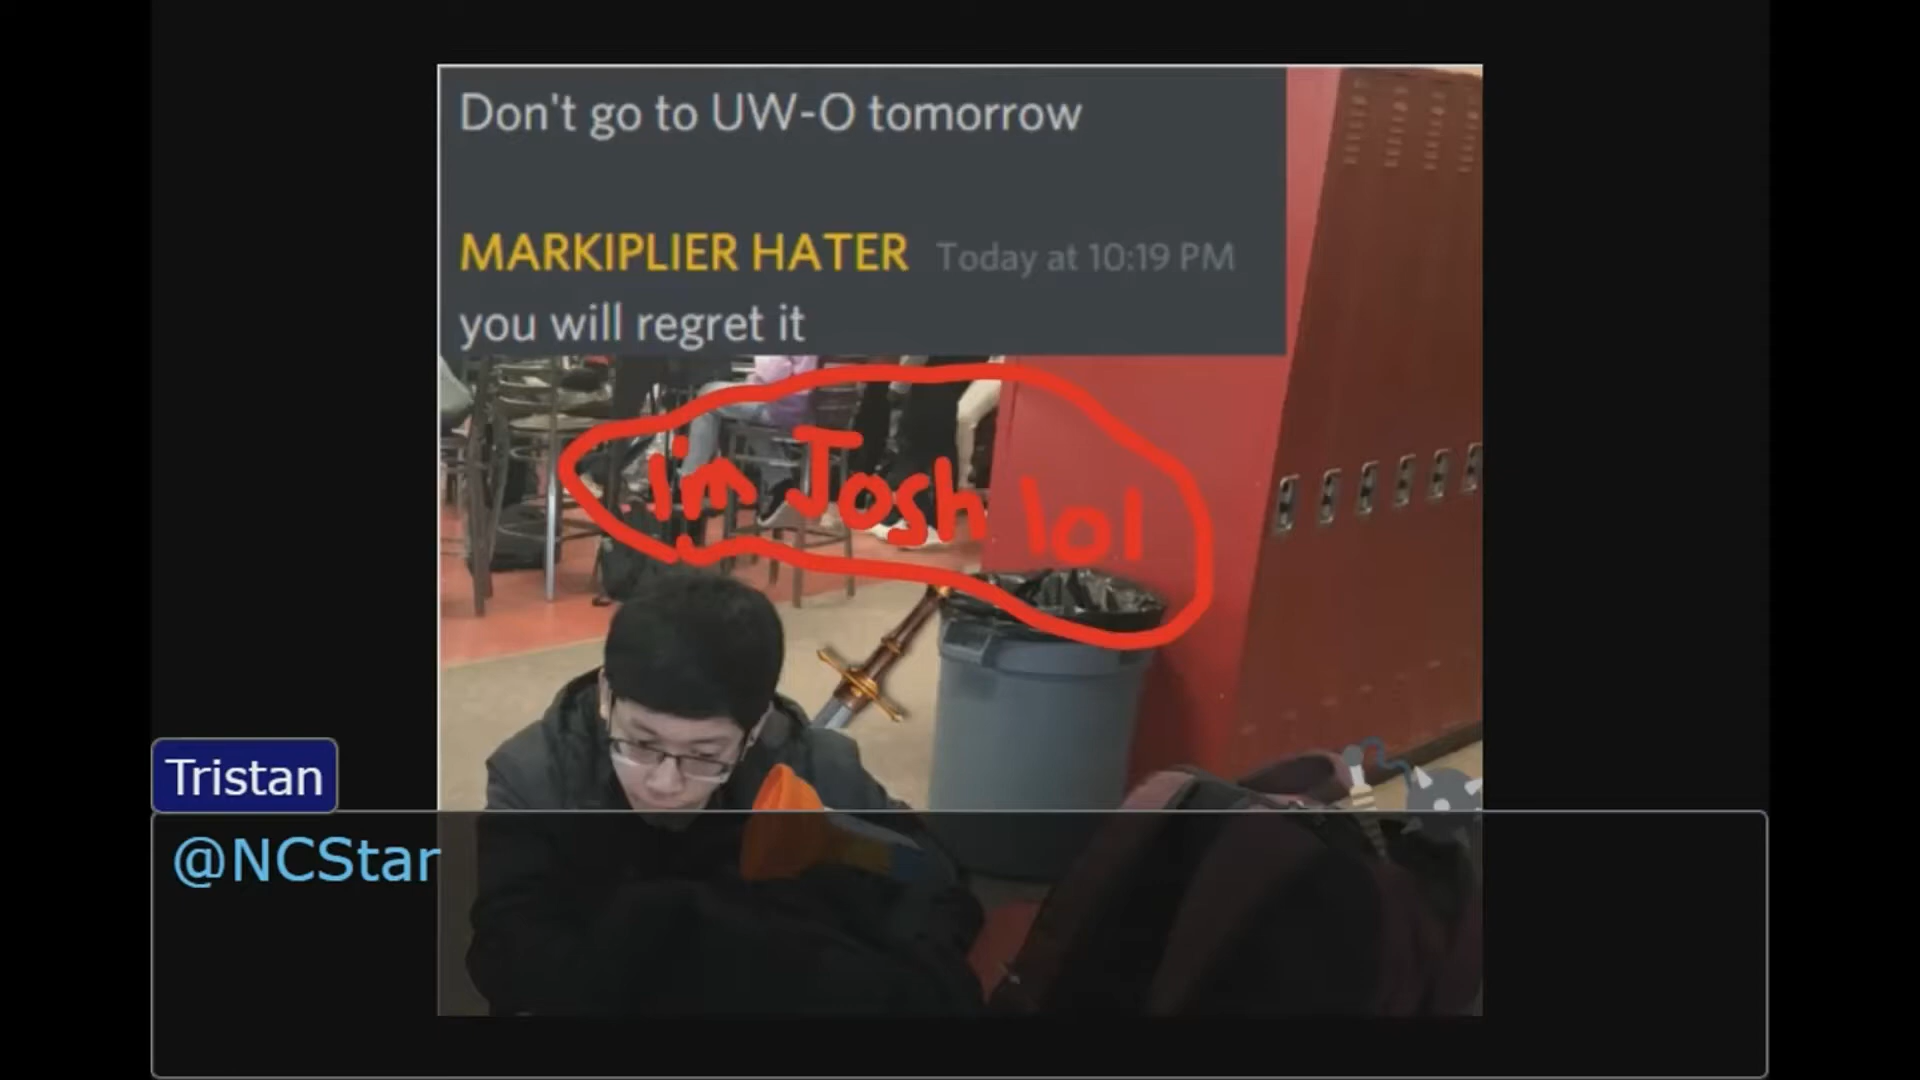 Don't go to UW-O tomorrow
MARKIPLIER HATER Today at 10:19 PM
you will regret it
i'm Josh lol
Tristan
@NCStar